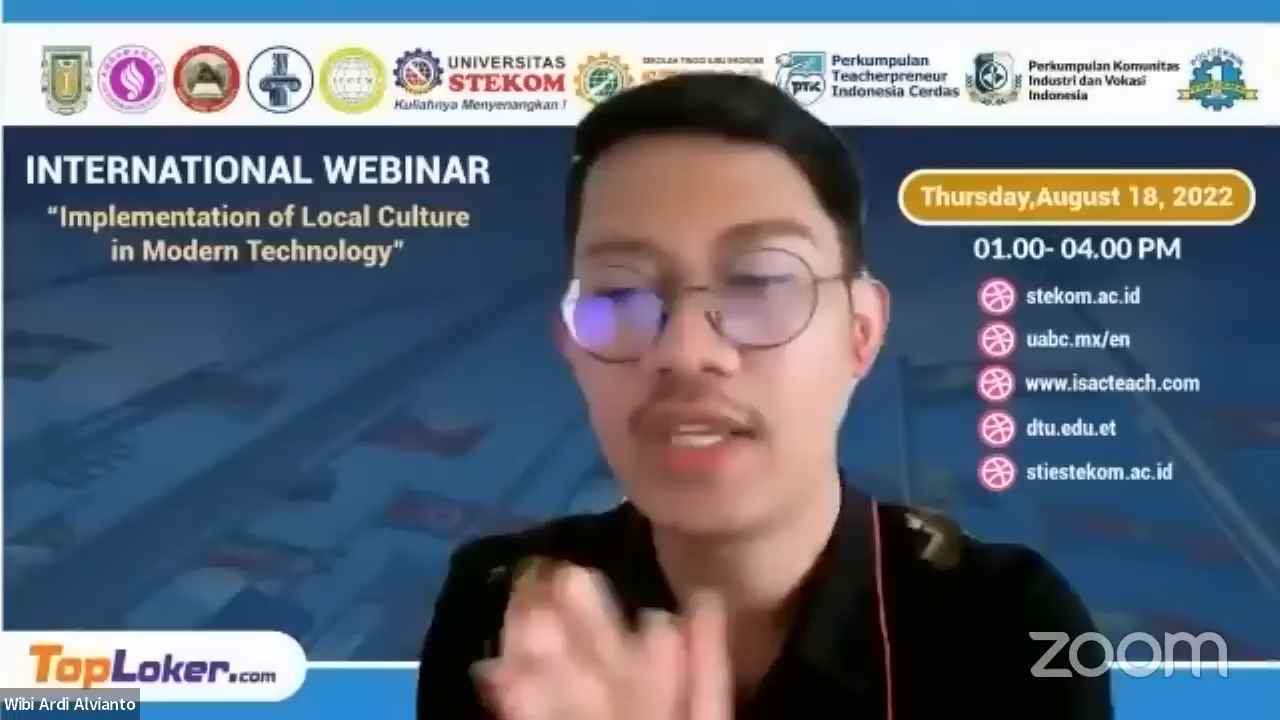 UNIVERSITAS
STEKOM
Kuliahnya Menyenangkan !
Perkumpulan
Teacherpreneur
Indonesia Cerdas
PTIC
Perkumpulan Komunitas
Industri dan Vokasi
Indonesia
INTERNATIONAL WEBINAR
“Implementation of Local Culture
in Modern Technology”
Thursday,August 18, 2022
01.00- 04.00 PM
stekom.ac.id
uabc.mx/en
www.isacteach.com
dtu.edu.et
stiestekom.ac.id
TopLoker.com
Wibi Ardi Alvianto
zoom